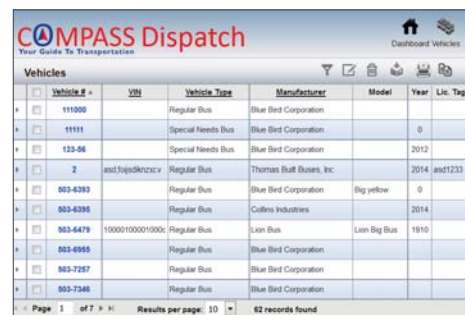 COMPASS Dispatch
Your Guide To Transportation
Dashboard Vehicles
Vehicles
Vehicle # VIN Vehicle Type Manufacturer Model Year Lic. Tag
111000 Regular Bus Blue Bird Corporation
11111 Special Needs Bus Blue Bird Corporation 0
123-56 Special Needs Bus Blue Bird Corporation 2012
2 Regular Bus Thomas Built Buses, Inc 2014 asd1233
503-6393 Regular Bus Blue Bird Corporation Big yellow 0
503-6395 Regular Bus Collins Industries 2014
503-6479 Regular Bus Lion Bus Lion Big Bus 1910
503-6955 Regular Bus Blue Bird Corporation
503-7257 Regular Bus Blue Bird Corporation
503-7346 Regular Bus Blue Bird Corporation
Page 1 of 7 Results per page: 10 62 records found